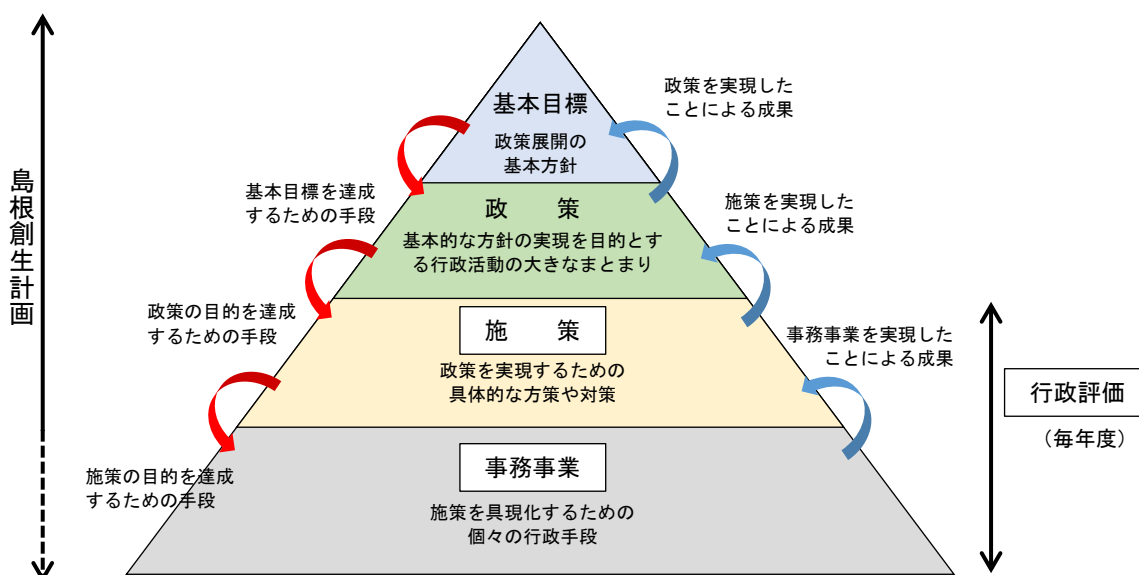 島根創生計画
基本目標
政策展開の
基本方針
政策を実現した
ことによる成果
基本目標を達成
するための手段
政　　策
基本的な方針の実現を目的とす
る行政活動の大きなまとまり
施策を実現した
ことによる成果
政策の目的を達成
するための手段
施　　策
政策を実現するための
具体的な方策や対策
事務事業を実現した
ことによる成果
行政評価
（毎年度）
施策の目的を達成
するための手段
事務事業
施策を具現化するための
個々の行政手段